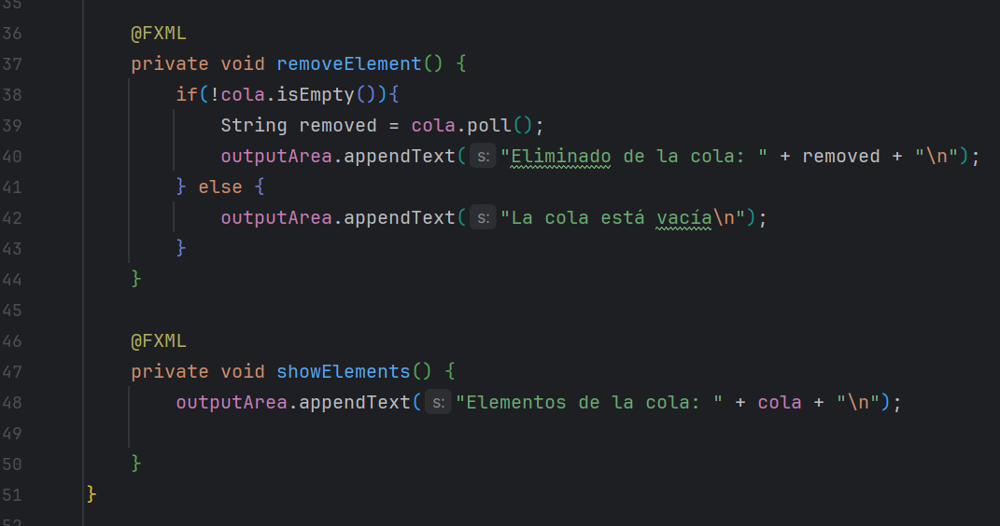 35
36 @FXML
37 private void removeElement() {
38 if(!cola.isEmpty()){
39 String removed = cola.poll();
40 outputArea.appendText( s: "Eliminado de la cola: " + removed + "\n");
41 } else {
42 outputArea.appendText( s: "La cola está vacía\n");
43 }
44 }
45
46 @FXML
47 private void showElements() {
48 outputArea.appendText( s: "Elementos de la cola: " + cola + "\n");
49
50 }
51 }
52